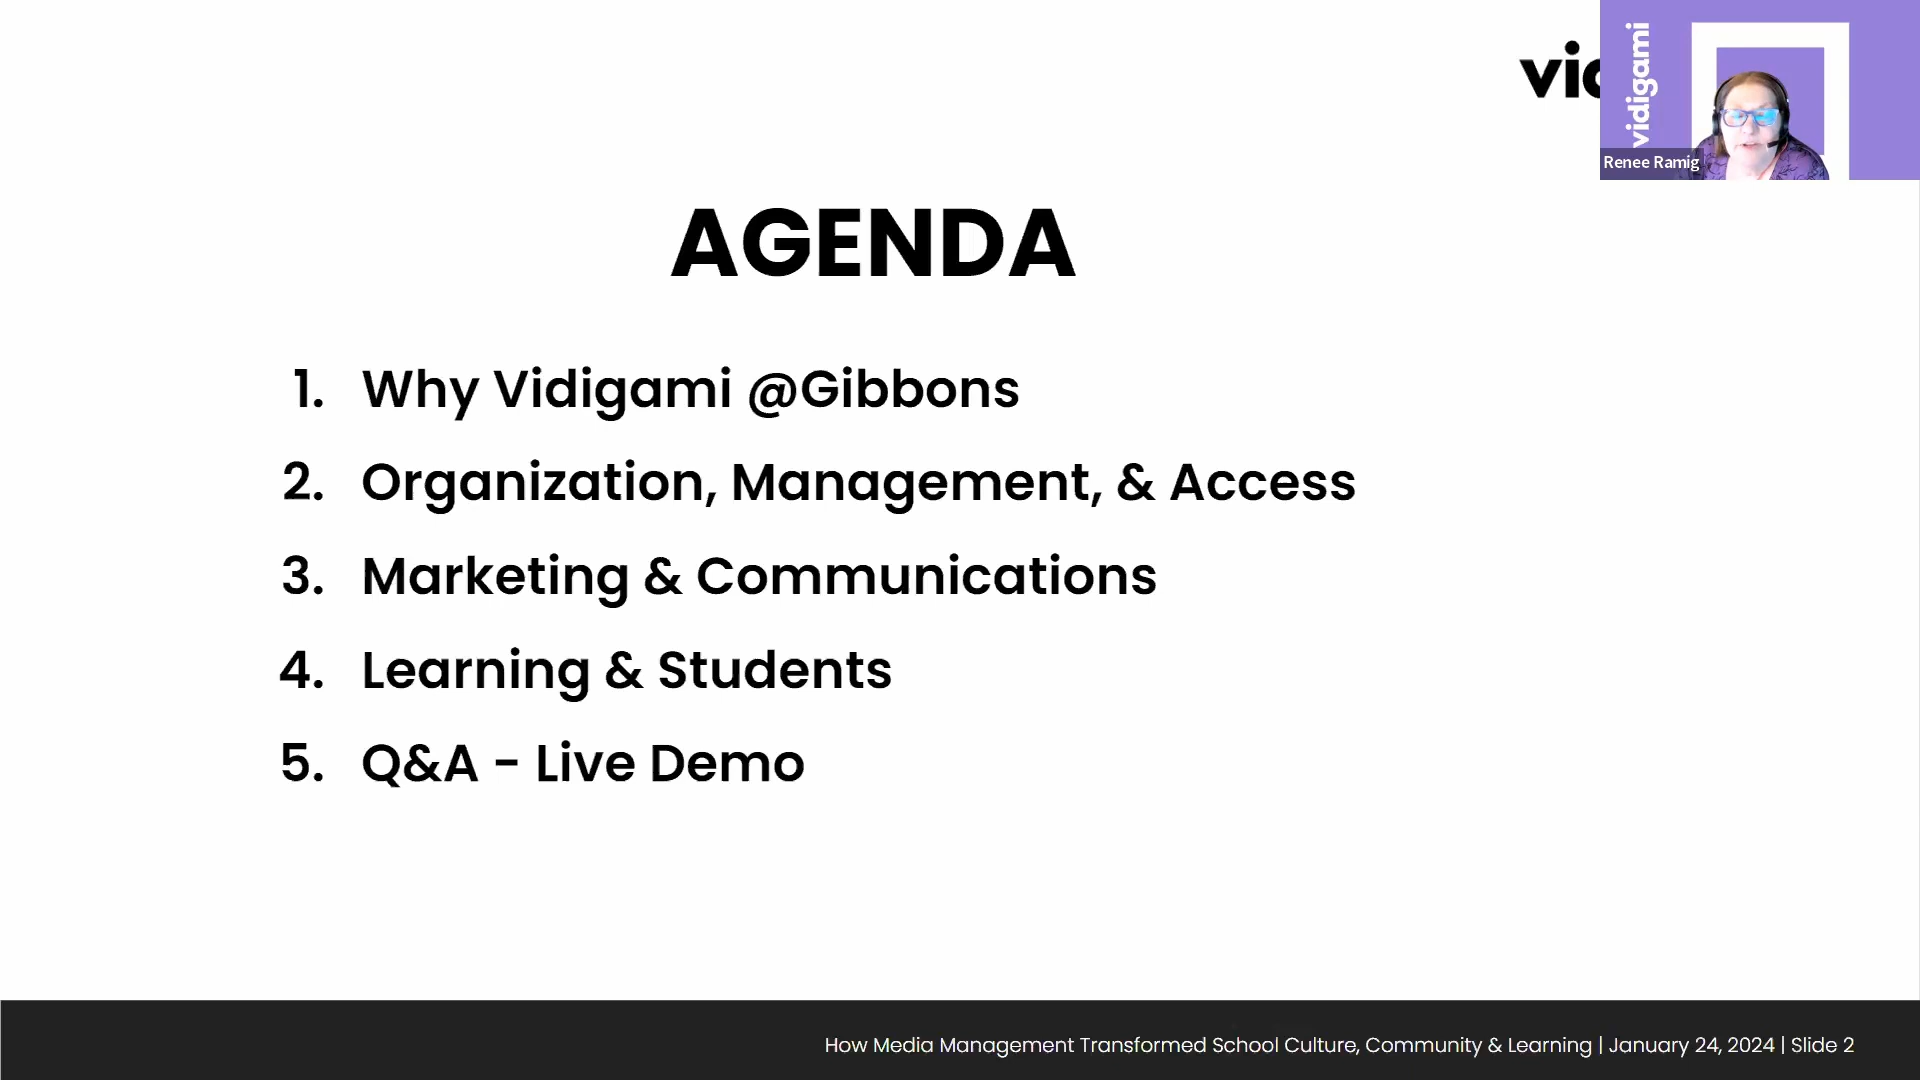 vidigami
Renee Ramig
AGENDA
1. Why Vidigami @Gibbons
2. Organization, Management, & Access
3. Marketing & Communications
4. Learning & Students
5. Q&A - Live Demo
How Media Management Transformed School Culture, Community & Learning | January 24, 2024 | Slide 2